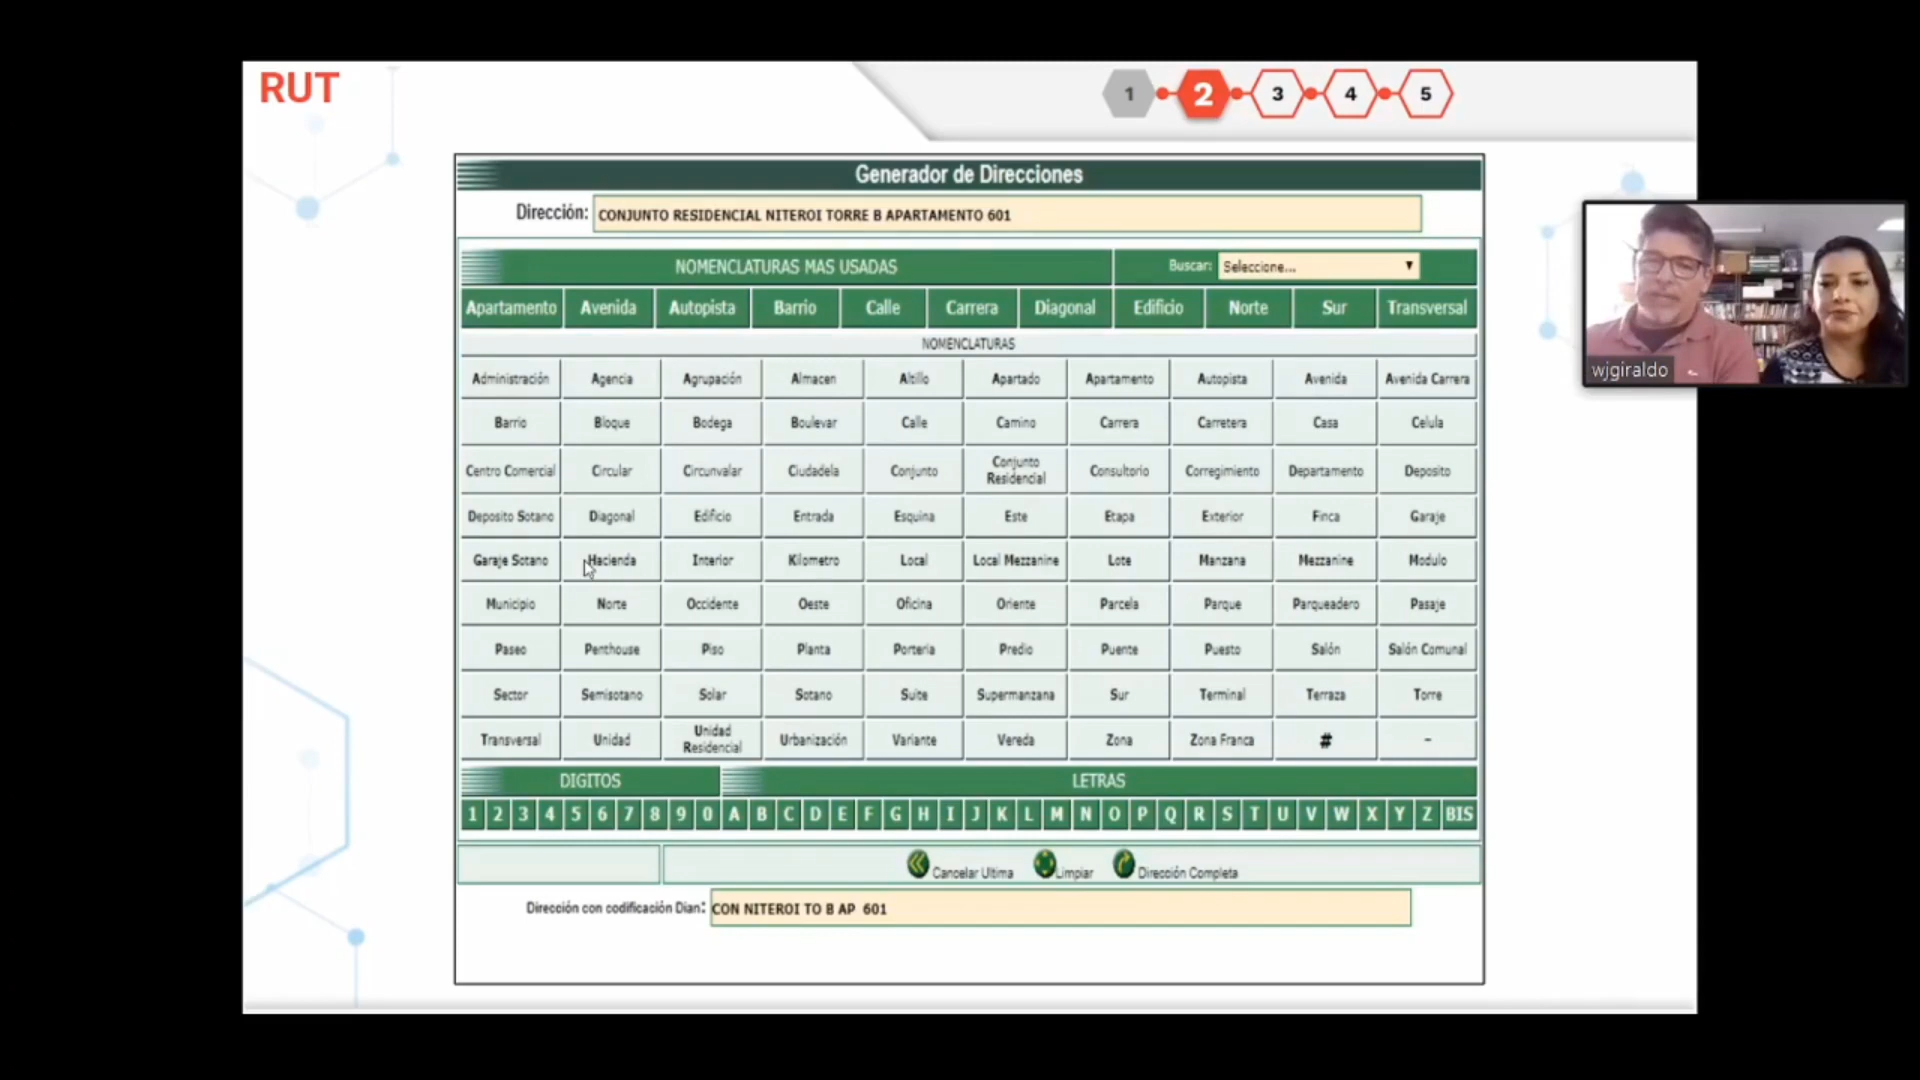 RUT
1 2 3 4 5
Generador de Direcciones
Dirección: CONJUNTO RESIDENCIAL NITEROI TORRE B APARTAMENTO 601
NOMENCLATURAS MAS USADAS Buscar: Seleccione...
Apartamento Avenida Autopista Barrio Calle Carrera Diagonal Edificio Norte Sur Transversal
NOMENCLATURAS
Administración Agencia Agrupación Almacen Altillo Apartado Apartamento Autopista Avenida Avenida Carrera
Barrio Bloque Bodega Boulevar Calle Camino Carrera Carretera Casa Celula
Centro Comercial Circular Circunvalar Ciudadela Conjunto Conjunto Residencial Consultorio Corregimiento Departamento Deposito
Deposito Sotano Diagonal Edificio Entrada Esquina Este Etapa Exterior Finca Garaje
Garaje Sotano Hacienda Interior Kilometro Local Local Mezzanine Lote Manzana Mezzanine Modulo
Municipio Norte Occidente Oeste Oficina Oriente Parcela Parque Parqueadero Pasaje
Paseo Penthouse Piso Planta Porteria Predio Puente Puesto Salón Salón Comunal
Sector Semisotano Solar Sotano Suite Supermanzana Sur Terminal Terraza Torre
Transversal Unidad Unidad Residencial Urbanización Variante Vereda Zona Zona Franca # -
DIGITOS LETRAS
1 2 3 4 5 6 7 8 9 0 A B C D E F G H I J K L M N O P Q R S T U V W X Y Z BIS
Cancelar Ultima Limpiar Dirección Completa
Dirección con codificación Dian: CON NITEROI TO B AP 601
wjgiraldo